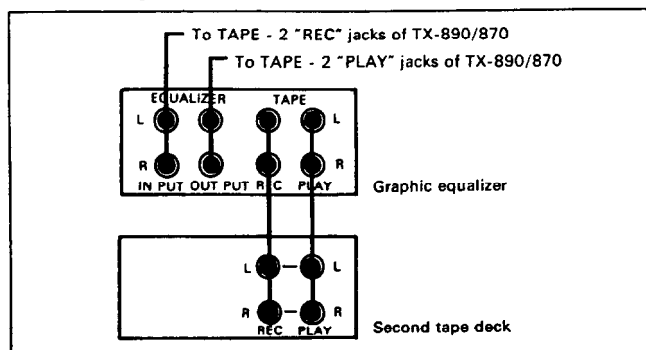 To TAPE - 2 "REC" jacks of TX-890/870
To TAPE - 2 "PLAY" jacks of TX-890/870
EQUALIZER TAPE
L L
R R
IN PUT OUT PUT REC PLAY
Graphic equalizer
L L
R R
REC PLAY
Second tape deck